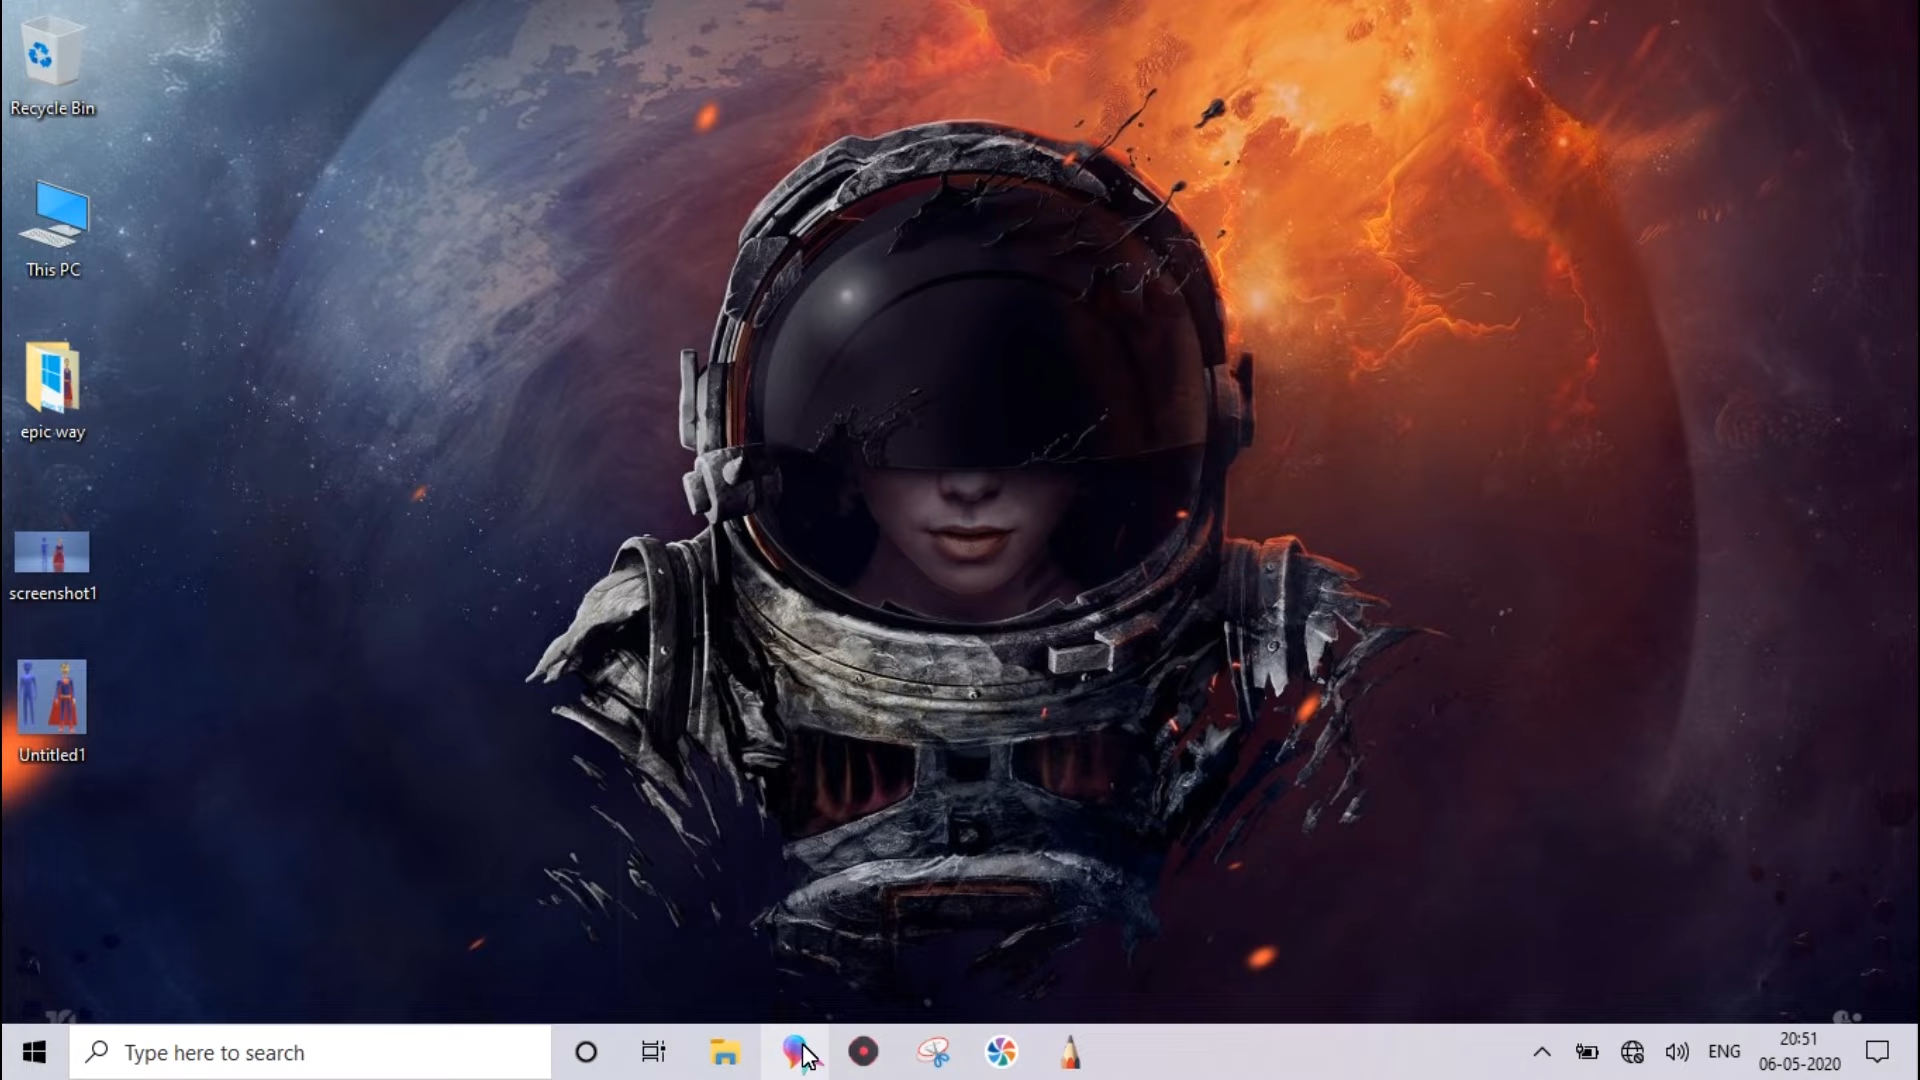 Recycle Bin
This PC
epic way
screenshot1
Untitled1
Type here to search
ENG
20:51
06-05-2020